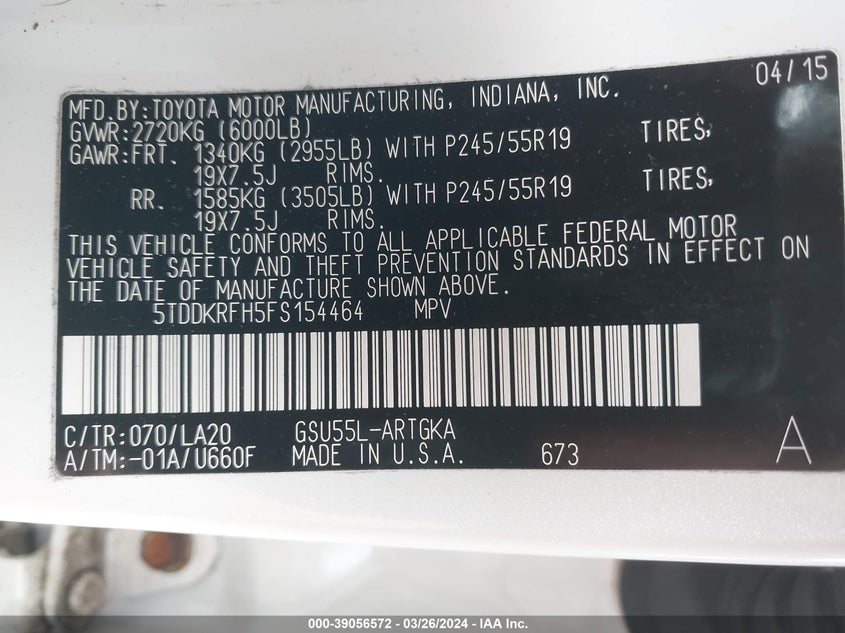 04/15
MFD.BY:TOYOTA MOTOR MANUFACTURING, INDIANA, INC.
GVWR:2720KG (6000LB)
GAWR:FRT. 1340KG (2955LB) WITH P245/55R19 TIRES,
19X7.5J RIMS.
RR. 1585KG (3505LB) WITH P245/55R19 TIRES,
19X7.5J RIMS.
THIS VEHICLE CONFORMS TO ALL APPLICABLE FEDERAL MOTOR
VEHICLE SAFETY AND THEFT PREVENTION STANDARDS IN EFFECT ON
THE DATE OF MANUFACTURE SHOWN ABOVE.
5TDDKRFH5FS154464 MPV
C/TR:070/LA20 GSU55L-ARTGKA
A/TM:-01A/U660F MADE IN U.S.A. 673 A
000-39056572 - 03/26/2024 - IAA Inc.